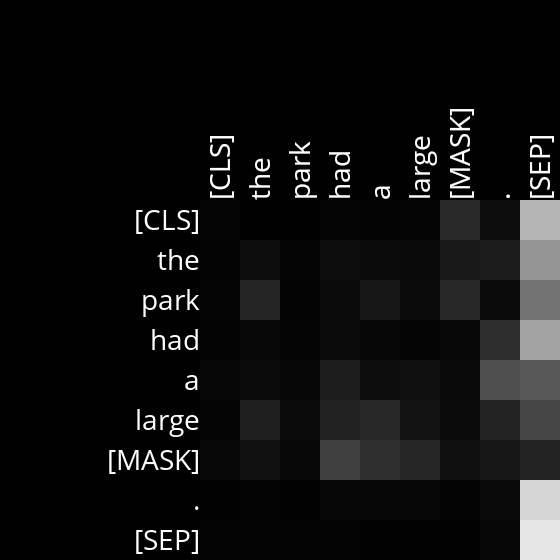 [CLS] the park had a large [MASK] . [SEP]
[CLS]
the
park
had
a
large
[MASK]
.
[SEP]